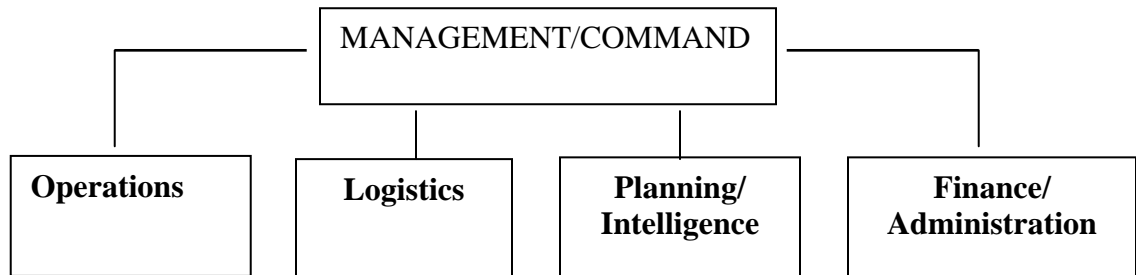 MANAGEMENT/COMMAND
Operations
Logistics
Planning/
Intelligence
Finance/
Administration